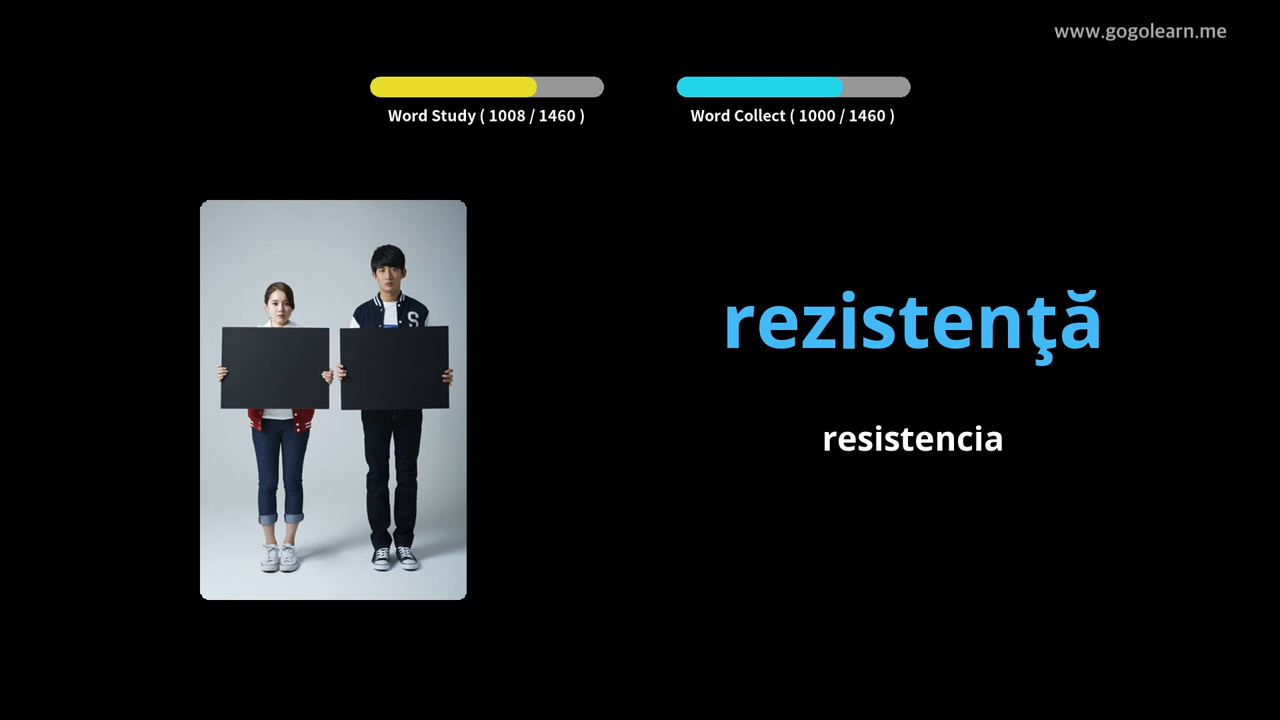 www.gogolearn.me
Word Study ( 1008 / 1460 )
Word Collect ( 1000 / 1460 )
S
rezistenţă
resistencia